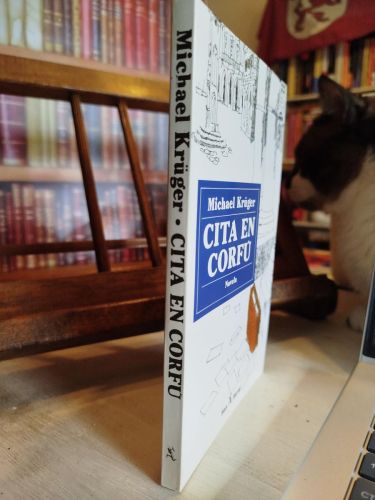 Michael Krüger · CITA EN CORFÚ
Michael Krüger
CITA EN
CORFÚ
Novela